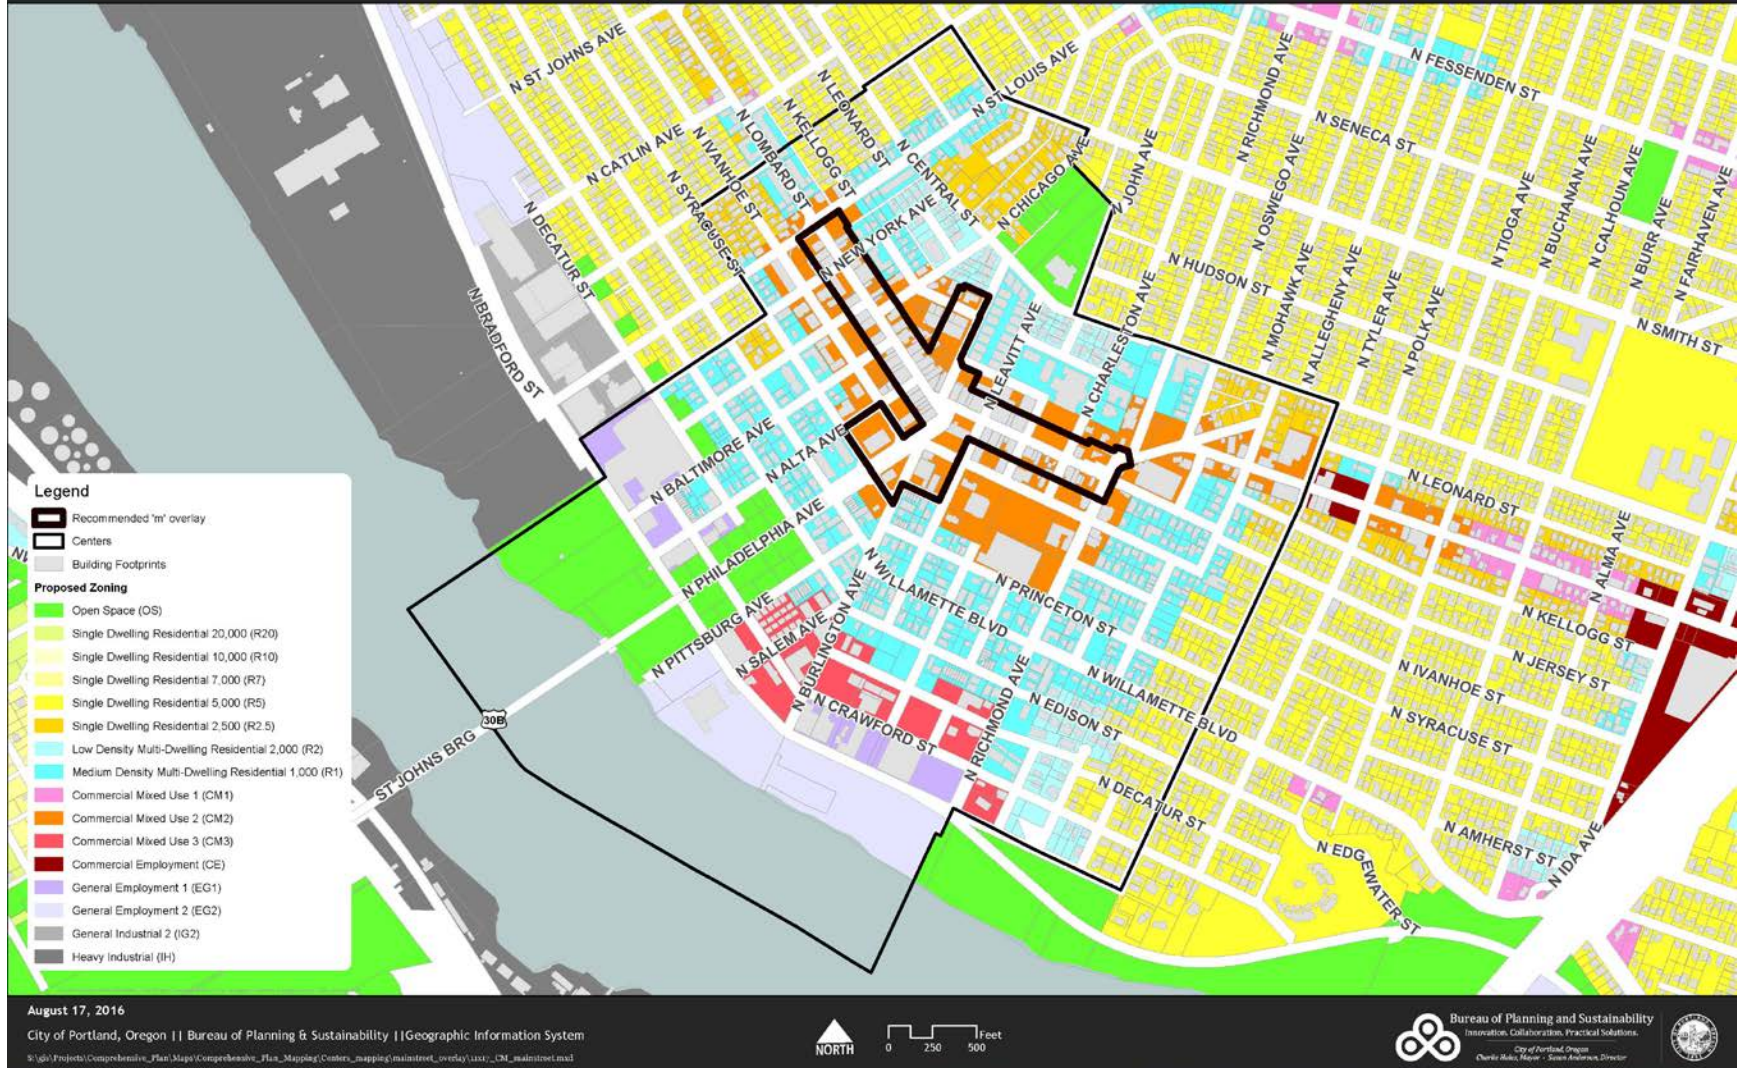 N ST JOHNS AVE
N LEONARD ST
N ST LOUIS AVE
N RICHMOND AVE
N FESSENDEN ST
N SENECA ST
N KELLOGG ST
N LOMBARD ST
N IVANHOE ST
N CATLIN AVE
N SYRACUSE ST
N CENTRAL ST
N CHICAGO AVE
N JOHN AVE
N OSWEGO AVE
N TIOGA AVE
N BUCHANAN AVE
N CALHOUN AVE
N BURR AVE
N FAIRHAVEN AVE
N DECATUR ST
N NEW YORK AVE
N HUDSON ST
N MOHAWK AVE
N ALLEGHENY AVE
N TYLER AVE
N POLK AVE
N SMITH ST
N BRADFORD ST
N LEAVITT AVE
N CHARLESTON AVE
N BALTIMORE AVE
N ALTA AVE
N LEONARD ST
N PHILADELPHIA AVE
N ALMA AVE
N WILLAMETTE BLVD
N PRINCETON ST
N PITTSBURG AVE
N SALEM AVE
N BURLINGTON AVE
N KELLOGG ST
N JERSEY ST
N IVANHOE ST
N SYRACUSE ST
N WILLAMETTE BLVD
N EDISON ST
N RICHMOND AVE
N CRAWFORD ST
30B
ST JOHNS BRG
N DECATUR ST
N AMHERST ST
N IDA AVE
N EDGEWATER ST
Legend
Recommended 'm' overlay
Centers
Building Footprints
Proposed Zoning
Open Space (OS)
Single Dwelling Residential 20,000 (R20)
Single Dwelling Residential 10,000 (R10)
Single Dwelling Residential 7,000 (R7)
Single Dwelling Residential 5,000 (R5)
Single Dwelling Residential 2,500 (R2.5)
Low Density Multi-Dwelling Residential 2,000 (R2)
Medium Density Multi-Dwelling Residential 1,000 (R1)
Commercial Mixed Use 1 (CM1)
Commercial Mixed Use 2 (CM2)
Commercial Mixed Use 3 (CM3)
Commercial Employment (CE)
General Employment 1 (EG1)
General Employment 2 (EG2)
General Industrial 2 (IG2)
Heavy Industrial (IH)
August 17, 2016
City of Portland, Oregon || Bureau of Planning & Sustainability ||Geographic Information System
NORTH
Feet
0 250 500
Bureau of Planning and Sustainability
Innovation. Collaboration. Practical Solutions.
City of Portland, Oregon
Charlie Hales, Mayor - Susan Anderson, Director